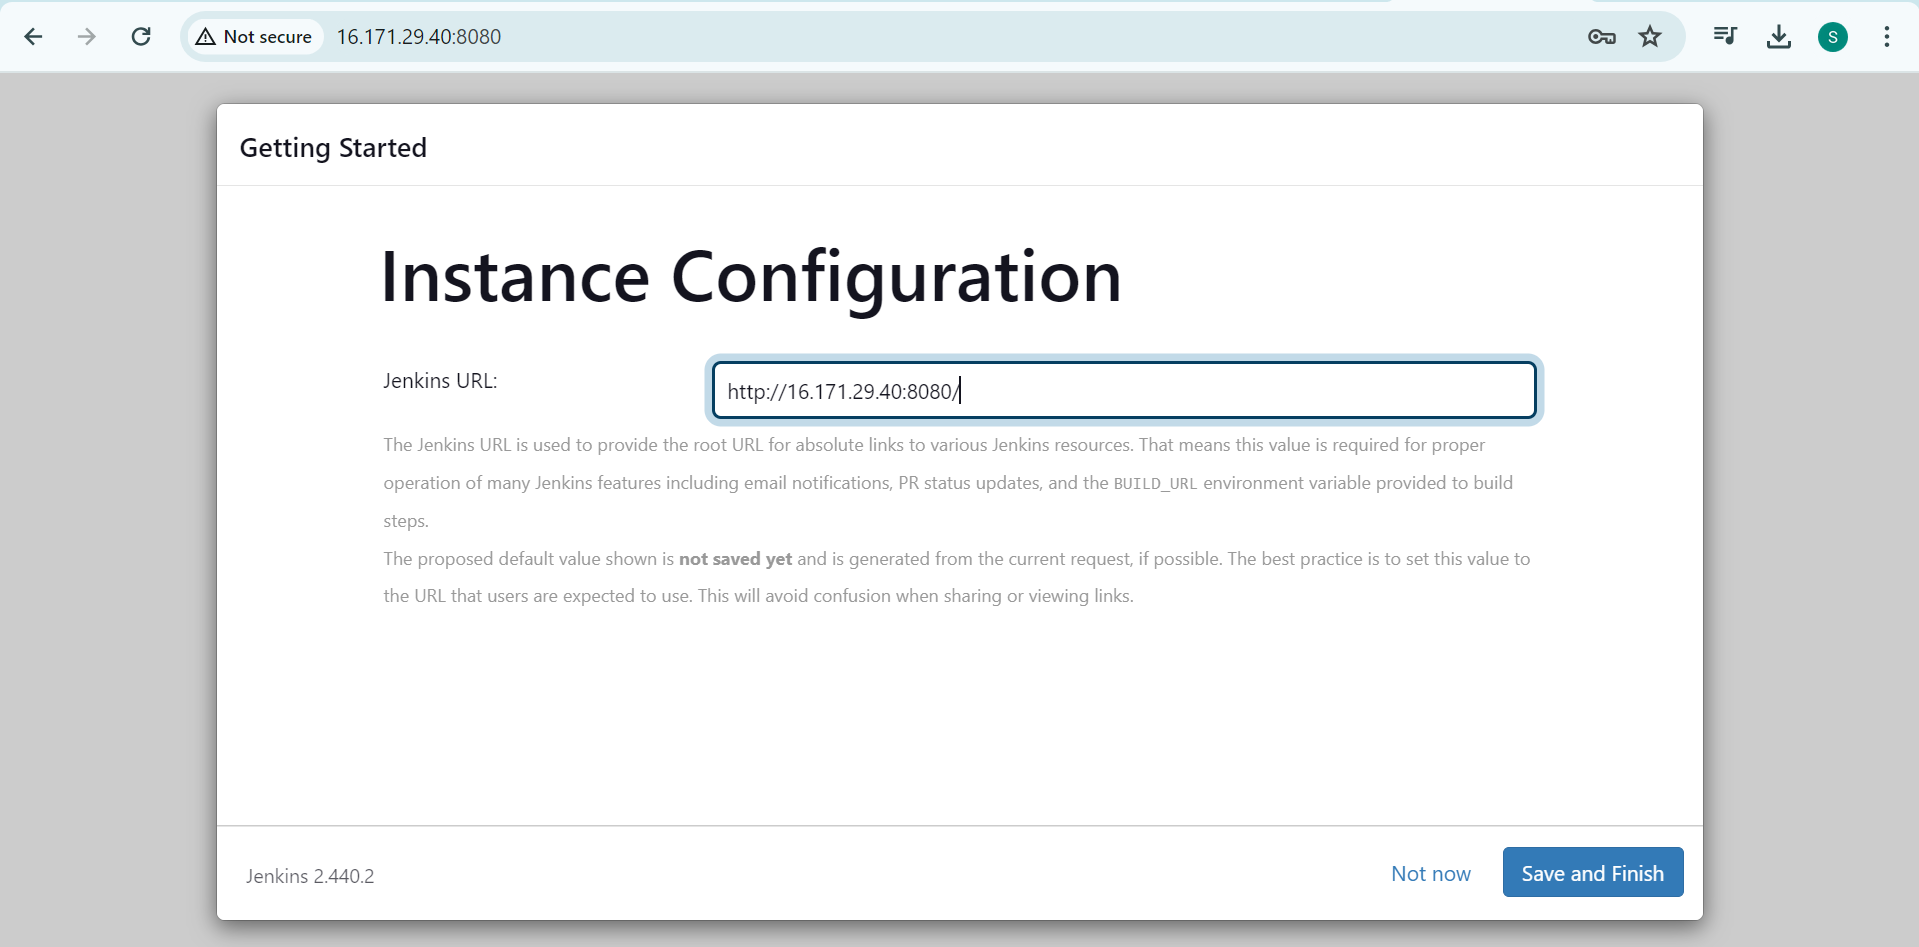 Not secure 16.171.29.40:8080
S
Getting Started
Instance Configuration
Jenkins URL:
http://16.171.29.40:8080/
The Jenkins URL is used to provide the root URL for absolute links to various Jenkins resources. That means this value is required for proper
operation of many Jenkins features including email notifications, PR status updates, and the BUILD_URL environment variable provided to build
steps.
The proposed default value shown is not saved yet and is generated from the current request, if possible. The best practice is to set this value to
the URL that users are expected to use. This will avoid confusion when sharing or viewing links.
Jenkins 2.440.2
Not now
Save and Finish